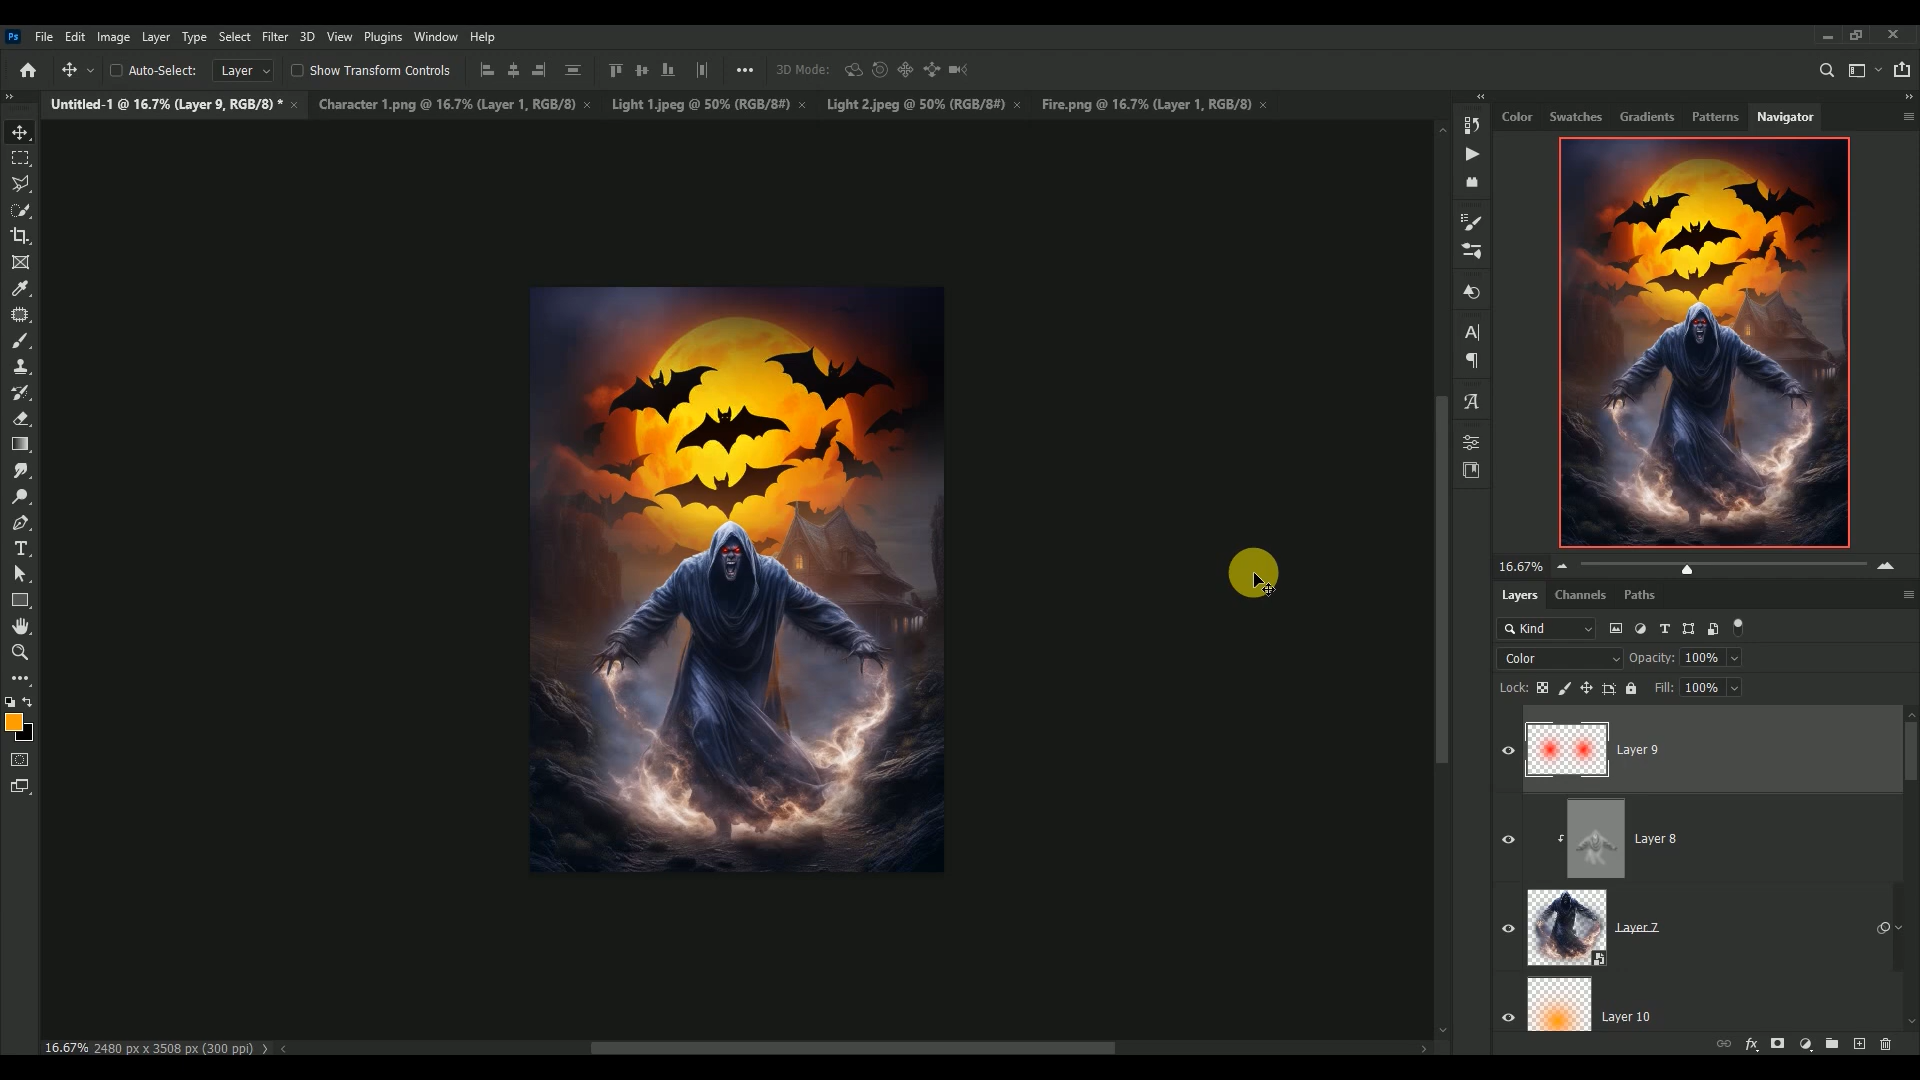 Ps File Edit Image Layer Type Select Filter 3D View Plugins Window Help
Auto-Select: Layer Show Transform Controls 3D Mode:
Untitled-1 @ 16.7% (Layer 9, RGB/8) * Character 1.png @ 16.7% (Layer 1, RGB/8) Light 1.jpeg @ 50% (RGB/8#) Light 2.jpeg @ 50% (RGB/8#) Fire.png @ 16.7% (Layer 1, RGB/8)
Color Swatches Gradients Patterns Navigator
16.67%
Layers Channels Paths
Kind
Color Opacity: 100%
Lock: Fill: 100%
Layer 9
Layer 8
Layer 7
Layer 10
16.67% 2480 px x 3508 px (300 ppi)